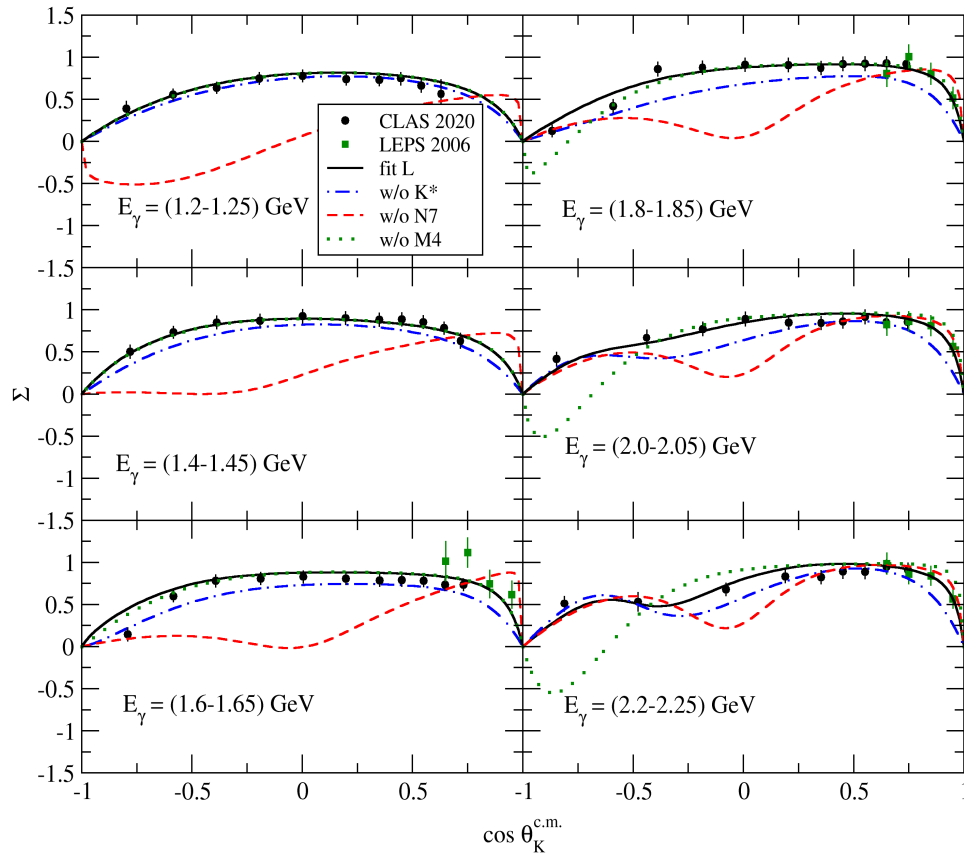 1.5
1
0.5
0
-0.5
-1
CLAS 2020
LEPS 2006
fit L
w/o K*
w/o N7
w/o M4
E_γ = (1.2-1.25) GeV
E_γ = (1.8-1.85) GeV
-1.5
1
0.5
0
-0.5
-1
Σ
E_γ = (1.4-1.45) GeV
E_γ = (2.0-2.05) GeV
-1.5
1
0.5
0
-0.5
-1
-1.5
E_γ = (1.6-1.65) GeV
E_γ = (2.2-2.25) GeV
-1 -0.5 0 0.5 -1 -0.5 0 0.5 1
cos θ_K^c.m.